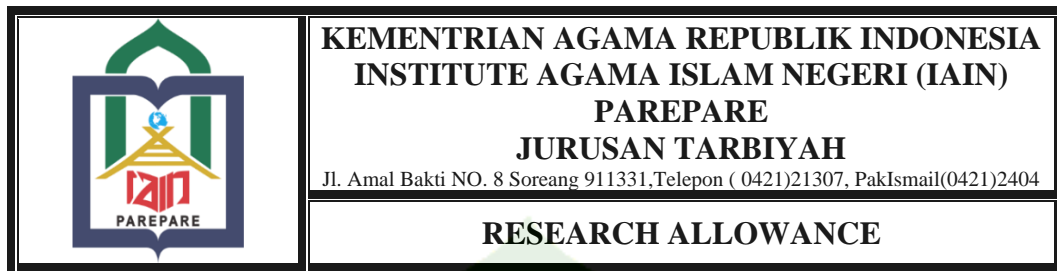 KEMENTRIAN AGAMA REPUBLIK INDONESIA
INSTITUTE AGAMA ISLAM NEGERI (IAIN)
PAREPARE
JURUSAN TARBIYAH
Jl. Amal Bakti NO. 8 Soreang 911331,Telepon ( 0421)21307, PakIsmail(0421)2404
RESEARCH ALLOWANCE
IAIN
PAREPARE